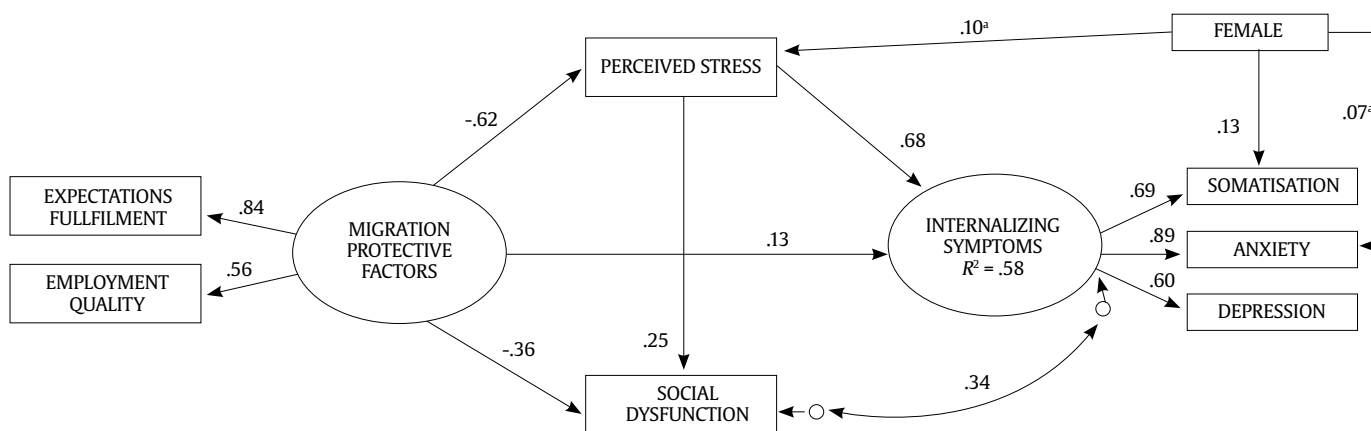 .10ᵃ
FEMALE
PERCEIVED STRESS
-.62
.07ᵃ
.13
.68
EXPECTATIONS
FULLFILMENT
.84
MIGRATION
PROTECTIVE
FACTORS
.13
INTERNALIZING
SYMPTOMS
R² = .58
.69
SOMATISATION
.89
ANXIETY
EMPLOYMENT
QUALITY
.56
.60
DEPRESSION
-.36
.25
.34
SOCIAL
DYSFUNCTION